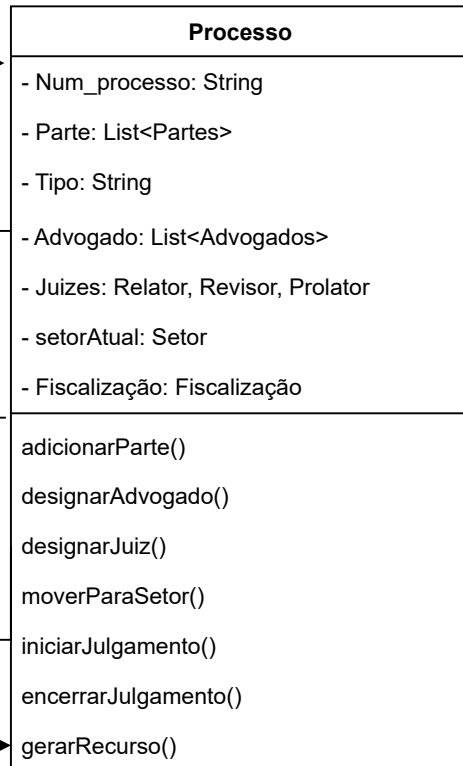 Processo
- Num_processo: String
- Parte: List<Partes>
- Tipo: String
- Advogado: List<Advogados>
- Juizes: Relator, Revisor, Prolator
- setorAtual: Setor
- Fiscalização: Fiscalização
adicionarParte()
designarAdvogado()
designarJuiz()
moverParaSetor()
iniciarJulgamento()
encerrarJulgamento()
gerarRecurso()